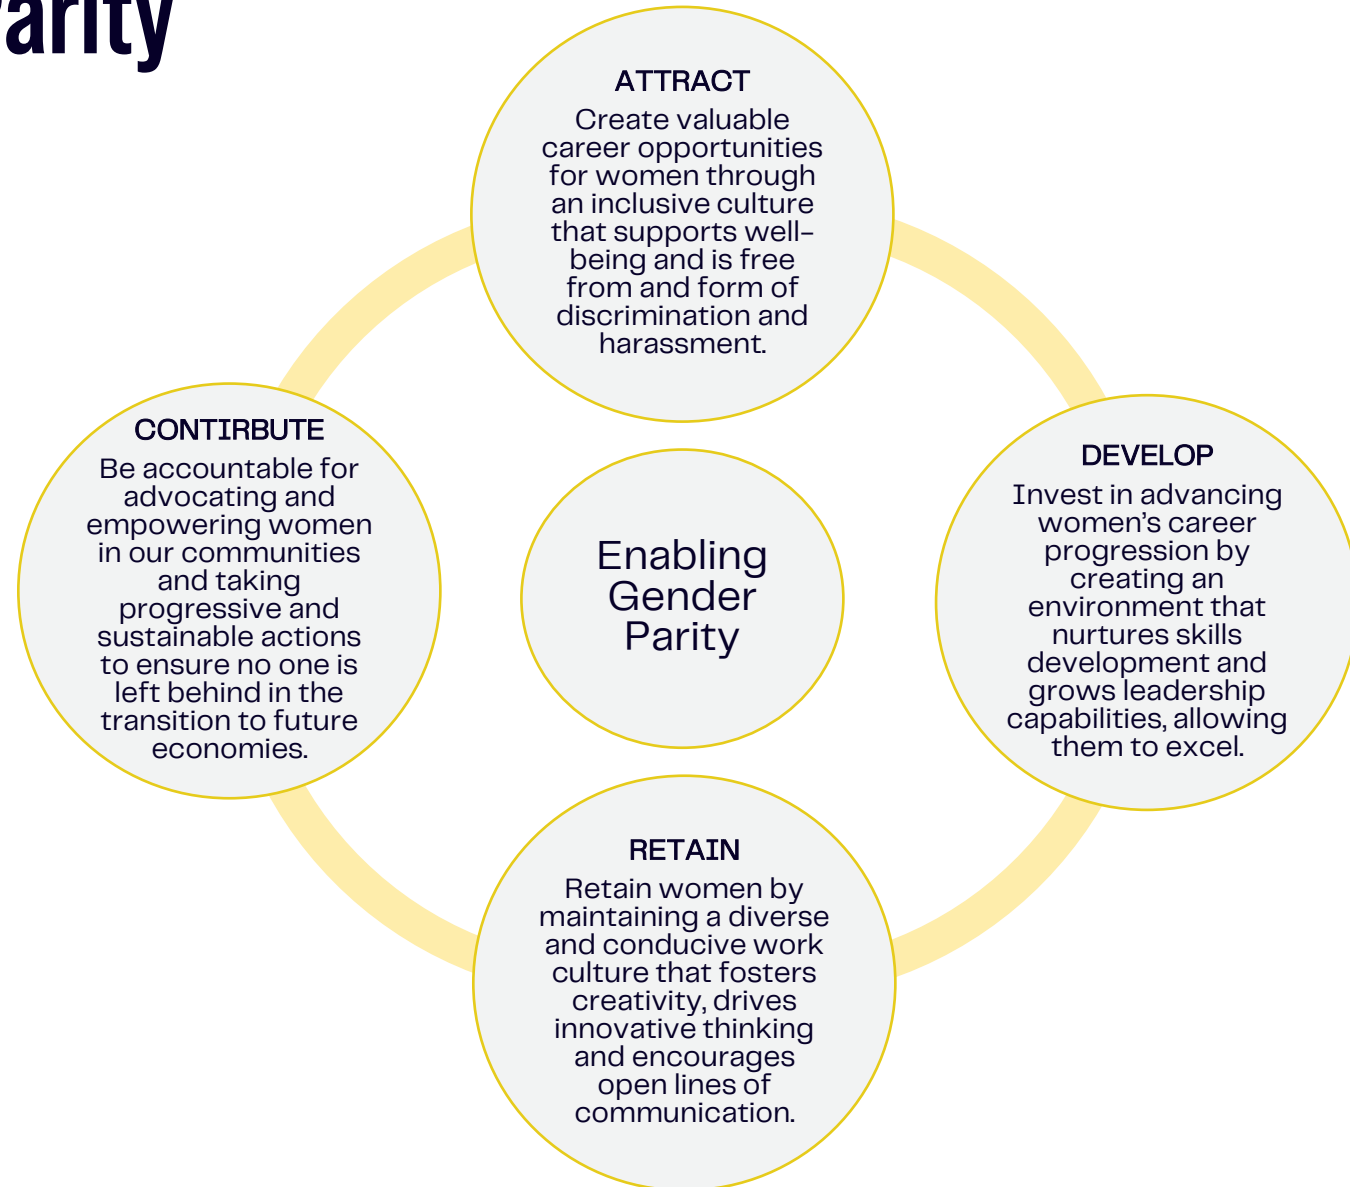 Parity
ATTRACT
Create valuable
career opportunities
for women through
an inclusive culture
that supports well-
being and is free
from and form of
discrimination and
harassment.
CONTIRBUTE
Be accountable for
advocating and
empowering women
in our communities
and taking
progressive and
sustainable actions
to ensure no one is
left behind in the
transition to future
economies.
Enabling
Gender
Parity
DEVELOP
Invest in advancing
women’s career
progression by
creating an
environment that
nurtures skills
development and
grows leadership
capabilities, allowing
them to excel.
RETAIN
Retain women by
maintaining a diverse
and conducive work
culture that fosters
creativity, drives
innovative thinking
and encourages
open lines of
communication.